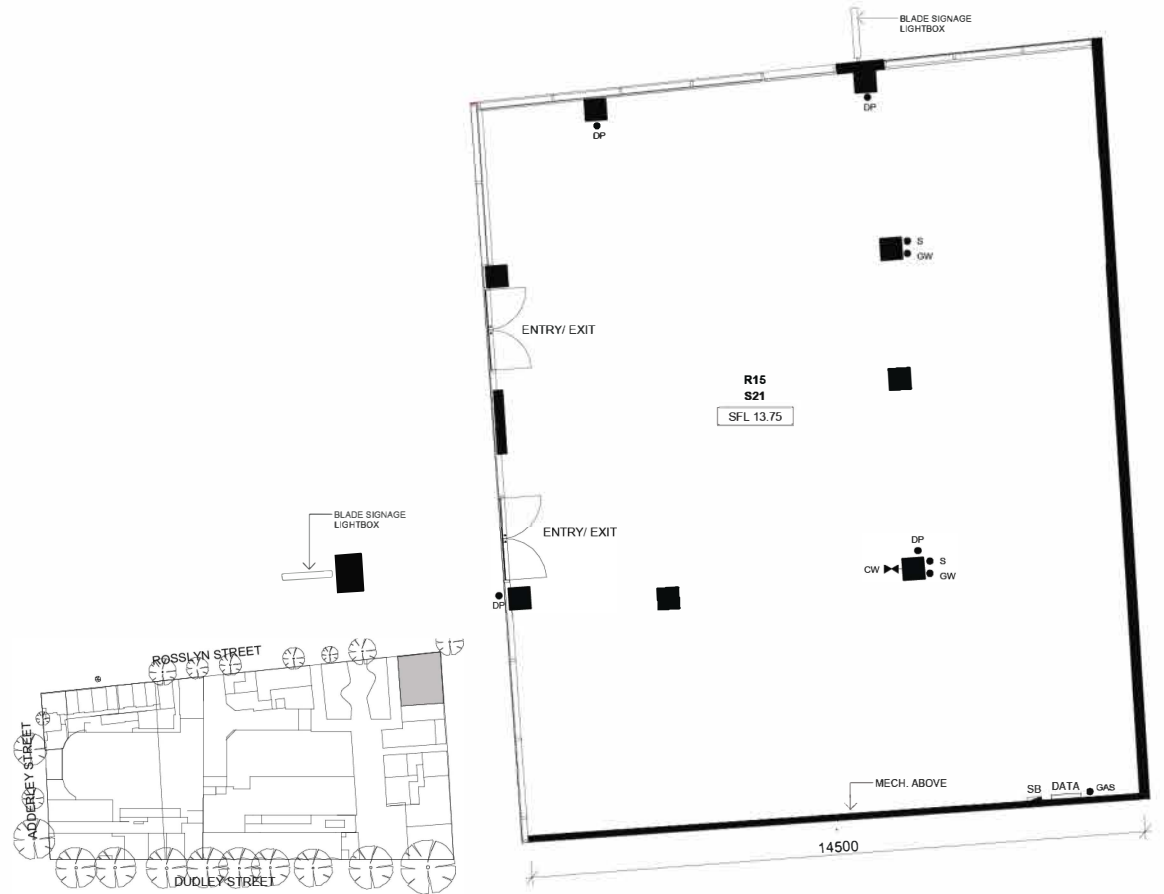 BLADE SIGNAGE
LIGHTBOX
DP
DP
S
GW
ENTRY/ EXIT
R15
S21
SFL 13.75
BLADE SIGNAGE
LIGHTBOX
ENTRY/ EXIT
DP
S
CW
GW
DP
ROSSLYN STREET
ADDERLEY STREET
DUDLEY STREET
MECH. ABOVE
SB
DATA
GAS
14500